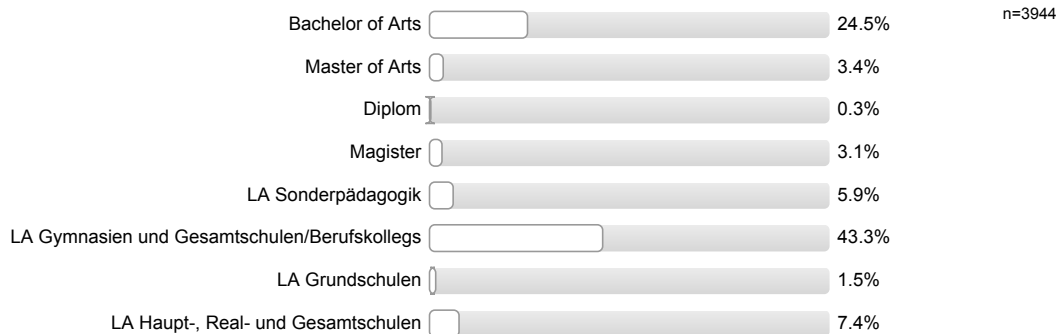 Bachelor of Arts 24.5% n=3944
Master of Arts 3.4%
Diplom 0.3%
Magister 3.1%
LA Sonderpädagogik 5.9%
LA Gymnasien und Gesamtschulen/Berufskollegs 43.3%
LA Grundschulen 1.5%
LA Haupt-, Real- und Gesamtschulen 7.4%